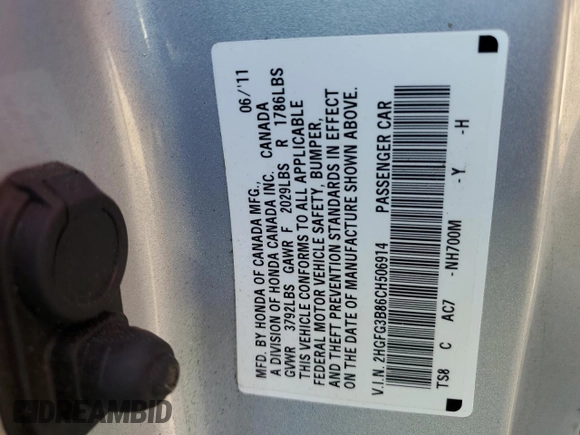 MFD. BY HONDA OF CANADA MFG., 06/'11
A DIVISION OF HONDA CANADA INC. CANADA
GVWR 3792LBS GAWR F 2029LBS R 1786LBS
THIS VEHICLE CONFORMS TO ALL APPLICABLE
FEDERAL MOTOR VEHICLE SAFETY, BUMPER,
AND THEFT PREVENTION STANDARDS IN EFFECT
ON THE DATE OF MANUFACTURE SHOWN ABOVE.
V.I.N. 2HGFG3B86CH506914 PASSENGER CAR
TS8 C AC7 -NH700M -Y -H
DREAMBID